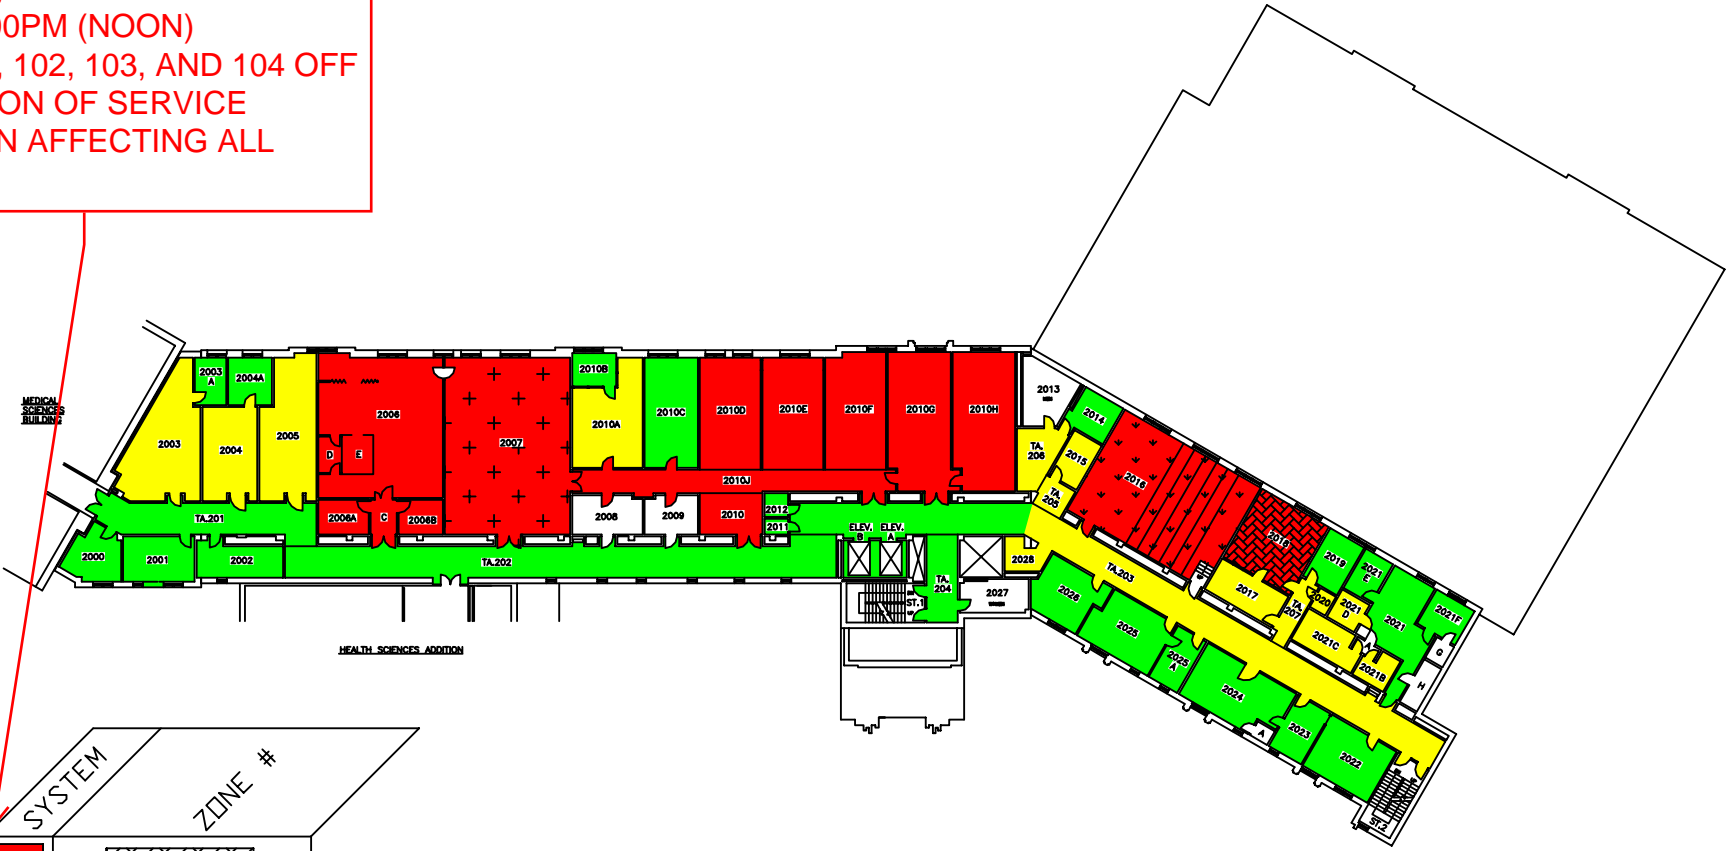 00PM (NOON)
, 102, 103, AND 104 OFF
ON OF SERVICE
N AFFECTING ALL
MEDICAL
SCIENCES
BUILDING
2003
A
2004A
2003
2004
2005
2006
D
E
2006A
C
2006B
2007
2010B
2010A
2010C
2010D
2010E
2010F
2010G
2010H
2010J
2008
2009
2010
2012
2011
TA.201
2000
2001
2002
TA.202
ELEV.
B
ELEV.
A
ST.1
TA.
204
2027
2028
2013
2014
TA.
206
2015
TA.
205
2016
2018
TA.203
2017
TA.
207
2019
2020
2021
E
2021
D
2021
2021F
2021C
A
2021B
G
H
2026
2025
2025
A
2024
A
2023
2022
ST.2
HEALTH SCIENCES ADDITION
SYSTEM
ZONE #